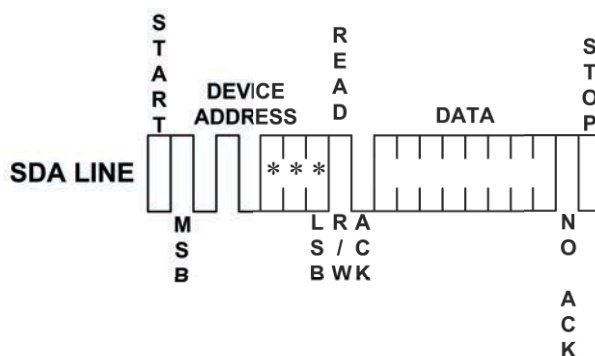 START
READ
STOP
DEVICE
ADDRESS
DATA
SDA LINE
* * *
MSB
LSB
R/W
ACK
NO ACK